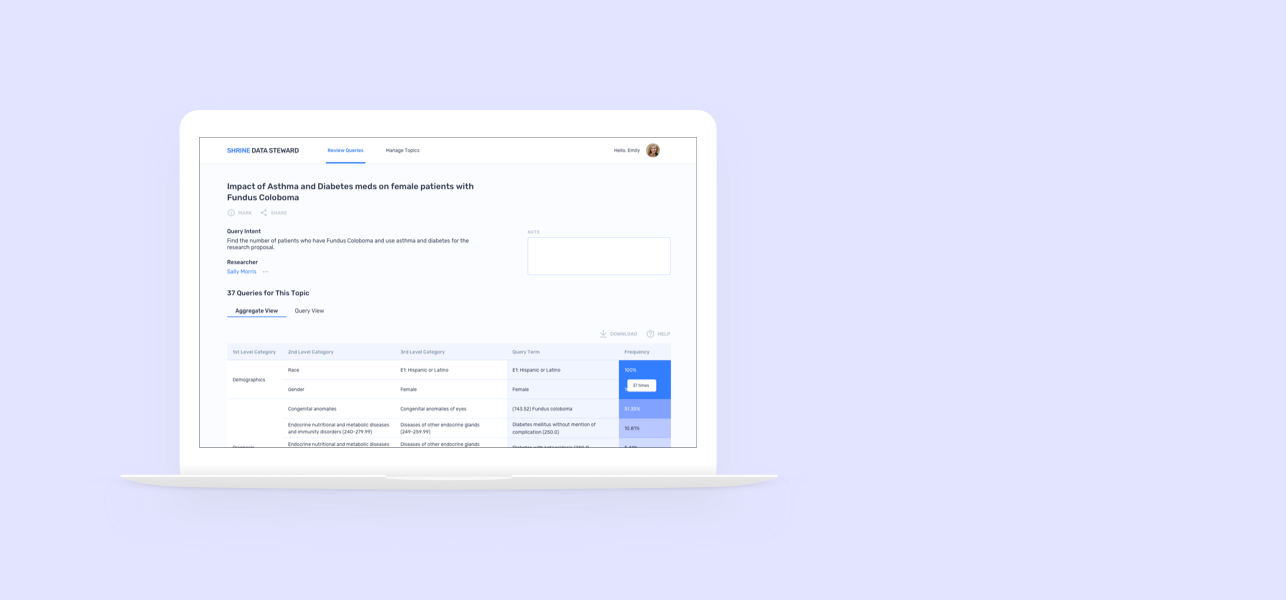 SHRINE DATA STEWARD
Review Queries
Manage Topics
Hello, Emily
Impact of Asthma and Diabetes meds on female patients with
Fundus Coloboma
MARK
SHARE
Query Intent
Find the number of patients who have Fundus Coloboma and use asthma and diabetes for the
research proposal.
NOTE
Researcher
Sally Morris
37 Queries for This Topic
Aggregate View
Query View
DOWNLOAD
HELP
1st Level Category
2nd Level Category
3rd Level Category
Query Term
Frequency
Demographics
Race
E1: Hispanic or Latino
E1: Hispanic or Latino
100%
Gender
Female
Female
37 times
Congenital anomalies
Congenital anomalies of eyes
(743.52) Fundus coloboma
51.35%
Endocrine nutritional and metabolic diseases
and immunity disorders (240-279.99)
Diseases of other endocrine glands
(249-259.99)
Diabetes mellitus without mention of
complication (250.0)
10.81%
Endocrine nutritional and metabolic diseases
Diseases of other endocrine glands